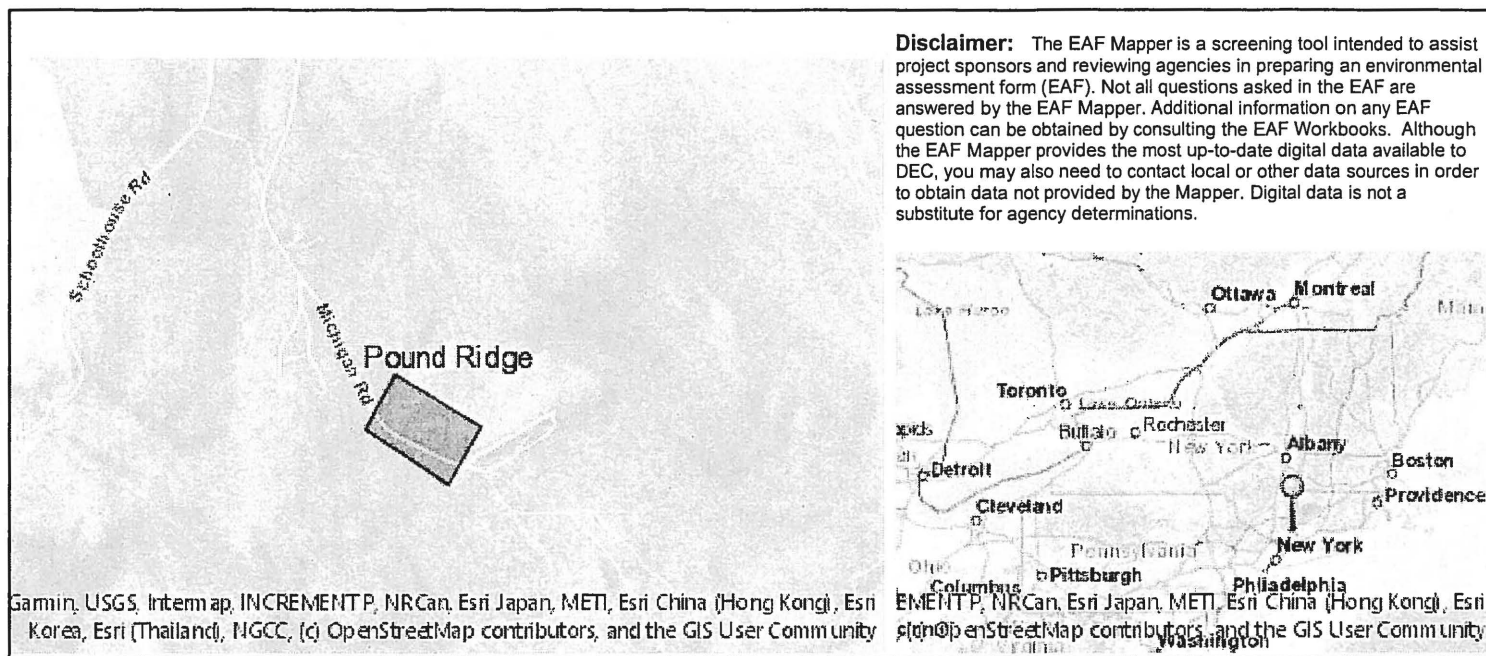 Disclaimer: The EAF Mapper is a screening tool intended to assist
project sponsors and reviewing agencies in preparing an environmental
assessment form (EAF). Not all questions asked in the EAF are
answered by the EAF Mapper. Additional information on any EAF
question can be obtained by consulting the EAF Workbooks. Although
the EAF Mapper provides the most up-to-date digital data available to
DEC, you may also need to contact local or other data sources in order
to obtain data not provided by the Mapper. Digital data is not a
substitute for agency determinations.
Schoolhouse Rd
Michigan Rd
Pound Ridge
Garmin, USGS, Intermap, INCREMENT P, NRCan, Esri Japan, METI, Esri China (Hong Kong), Esri
Korea, Esri (Thailand), NGCC, (c) OpenStreetMap contributors, and the GIS User Community
Ottawa
Montreal
Lake Huron
Toronto
Lake Ontario
Rochester
Buffalo
New York
Albany
apids
Detroit
Boston
Providence
Cleveland
New York
Pennsylvania
Ohio
Pittsburgh
Columbus
Philadelphia
EMENT P, NRCan, Esri Japan, METI, Esri China (Hong Kong), Esri
OpenStreetMap contributors, and the GIS User Community
Washington